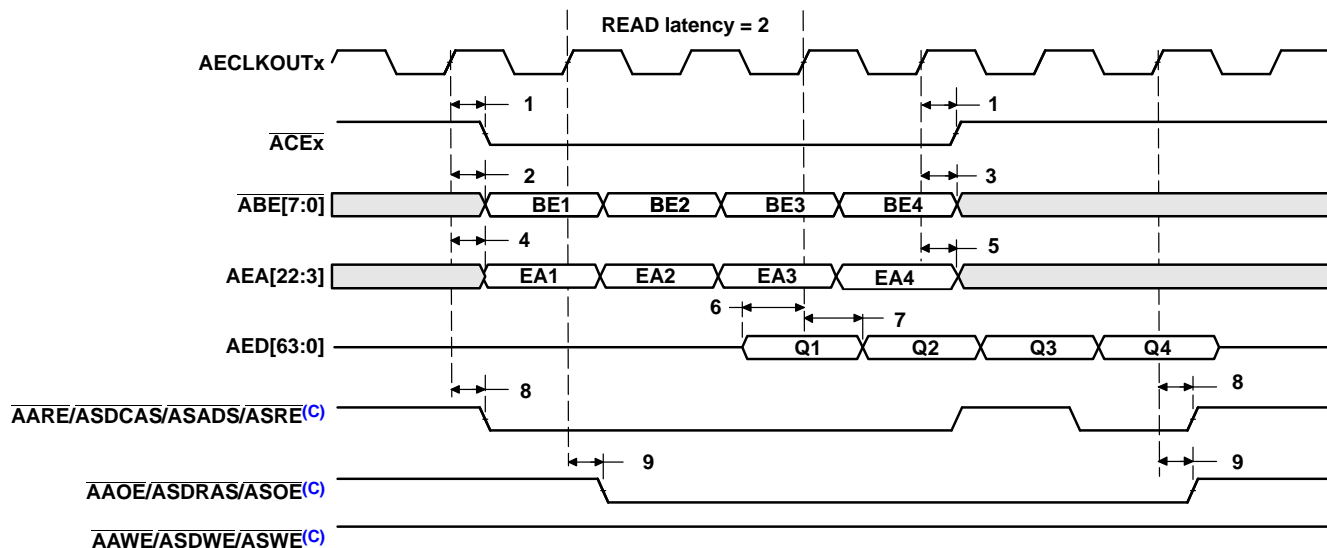 READ latency = 2
AECLKOUTx
1 1
ACEx
2 3
ABE[7:0] BE1 BE2 BE3 BE4
4 5
AEA[22:3] EA1 EA2 EA3 EA4
6 7
AED[63:0] Q1 Q2 Q3 Q4
8 8
AARE/ASDCAS/ASADS/ASRE(C)
9 9
AAOE/ASDRAS/ASOE(C)
AAWE/ASDWE/ASWE(C)